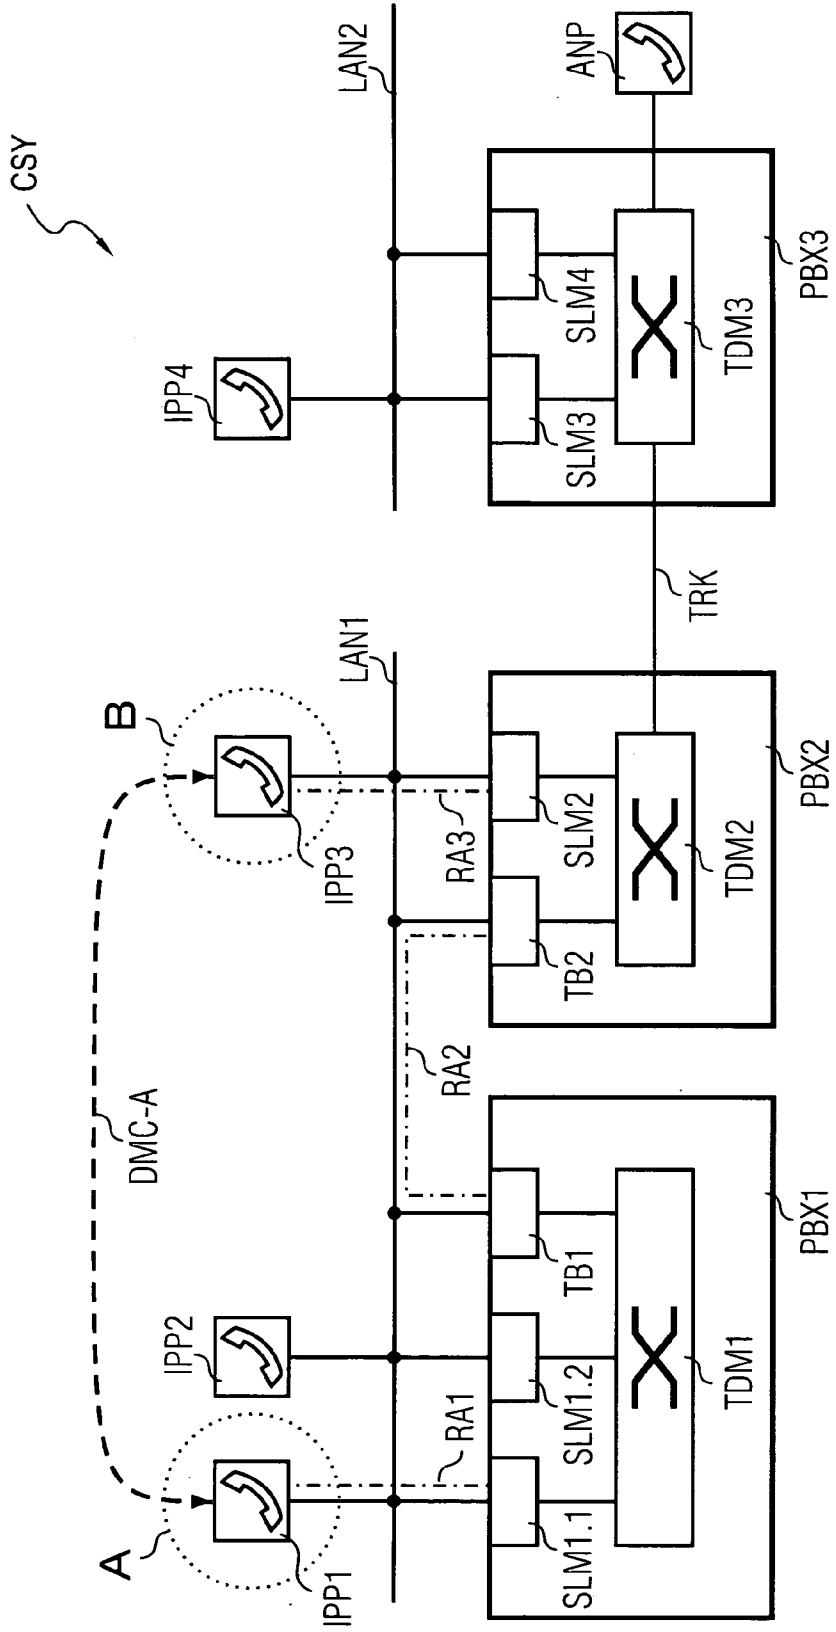 CSY
DMC-A
A
B
IPP1
IPP2
IPP3
IPP4
LAN1
LAN2
RA1
RA2
RA3
ANP
SLM1.1
SLM1.2
TB1
TB2
SLM2
SLM3
SLM4
TDM1
TDM2
TRK
TDM3
PBX1
PBX2
PBX3